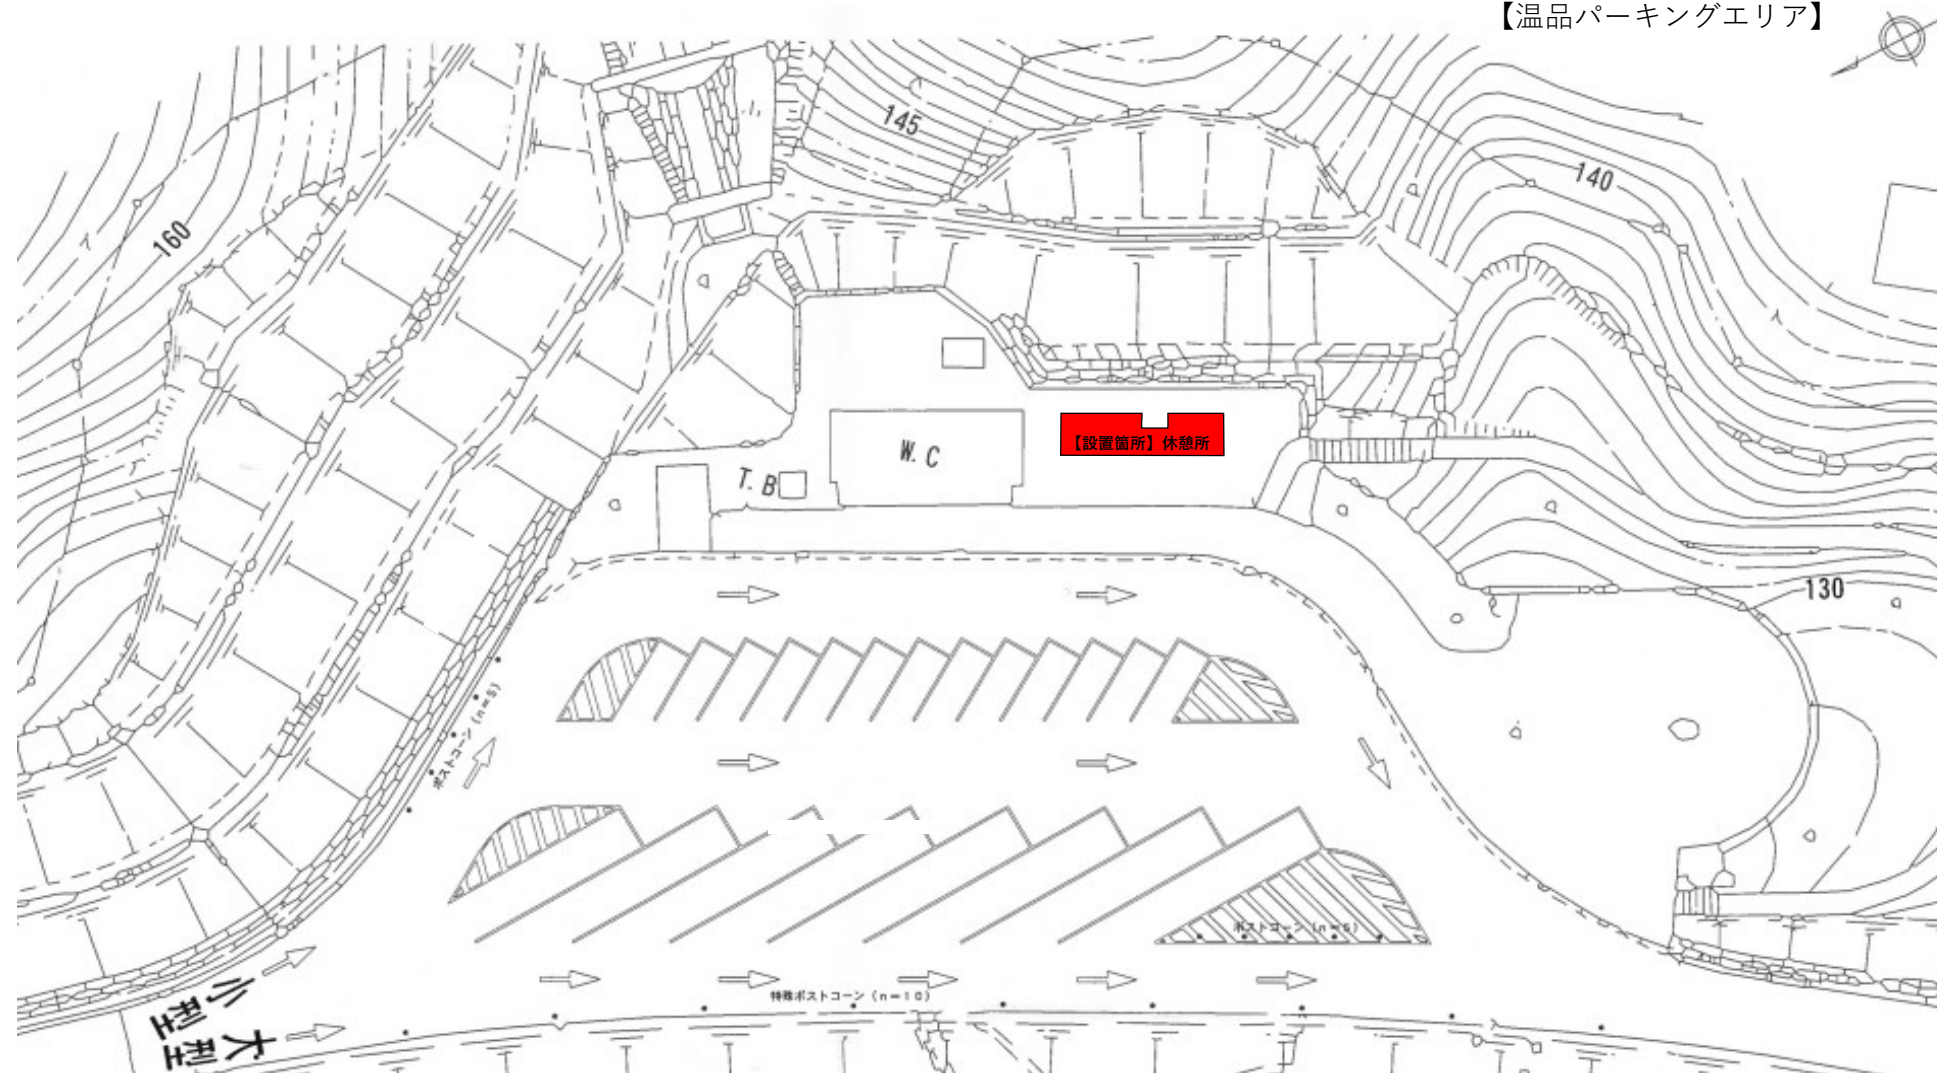 【温品パーキングエリア】
145
140
160
【設置箇所】休憩所
W.C
T.B
130
ポストコーン(n=5)
ポストコーン(n=5)
特殊ポストコーン(n=10)
小型
大型